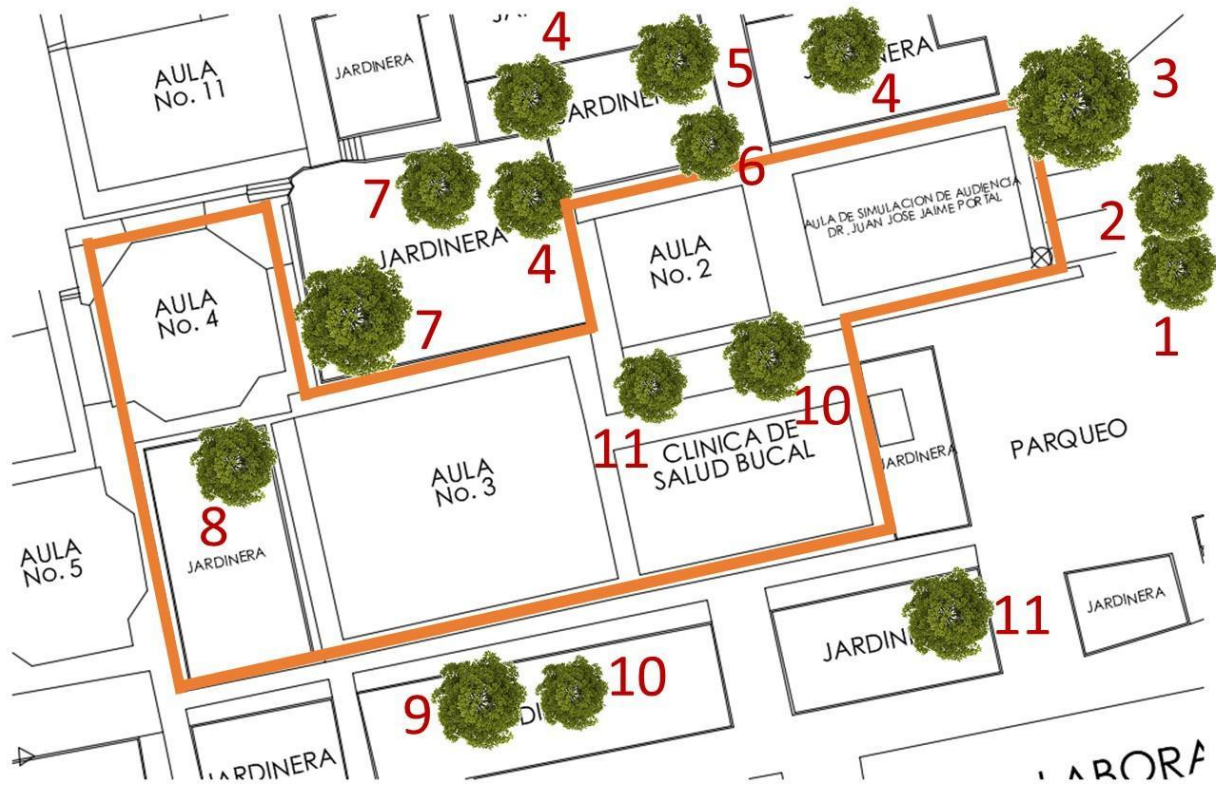 AULA
No. 11
JARDINERA
4
5
4
3
JARDINERA
7
6
AULA DE SIMULACION DE AUDIENCIA
DR. JUAN JOSE JAIME PORTAL
2
JARDINERA
4
AULA
No. 2
AULA
No. 4
7
1
10
11
CLINICA DE
SALUD BUCAL
JARDINERA
PARQUEO
AULA
No. 3
8
JARDINERA
AULA
No. 5
JARDINERA
11
9
10
JARDINERA